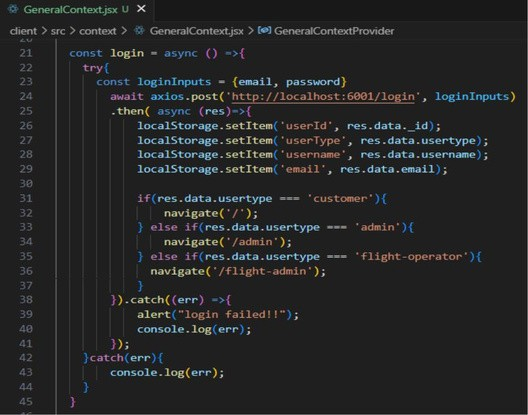 GeneralContext.jsx U X
client > src > context > GeneralContext.jsx > GeneralContextProvider
21 const login = async () =>{
22 try{
23 const loginInputs = {email, password}
24 await axios.post('http://localhost:6001/login', loginInputs)
25 .then( async (res)=>{
26 localStorage.setItem('userId', res.data._id);
27 localStorage.setItem('userType', res.data.usertype);
28 localStorage.setItem('username', res.data.username);
29 localStorage.setItem('email', res.data.email);
30
31 if(res.data.usertype === 'customer'){
32 navigate('/');
33 } else if(res.data.usertype === 'admin'){
34 navigate('/admin');
35 } else if(res.data.usertype === 'flight-operator'){
36 navigate('/flight-admin');
37 }
38 }).catch((err) =>{
39 alert("login failed!!");
40 console.log(err);
41 });
42 }catch(err){
43 console.log(err);
44 }
45 }